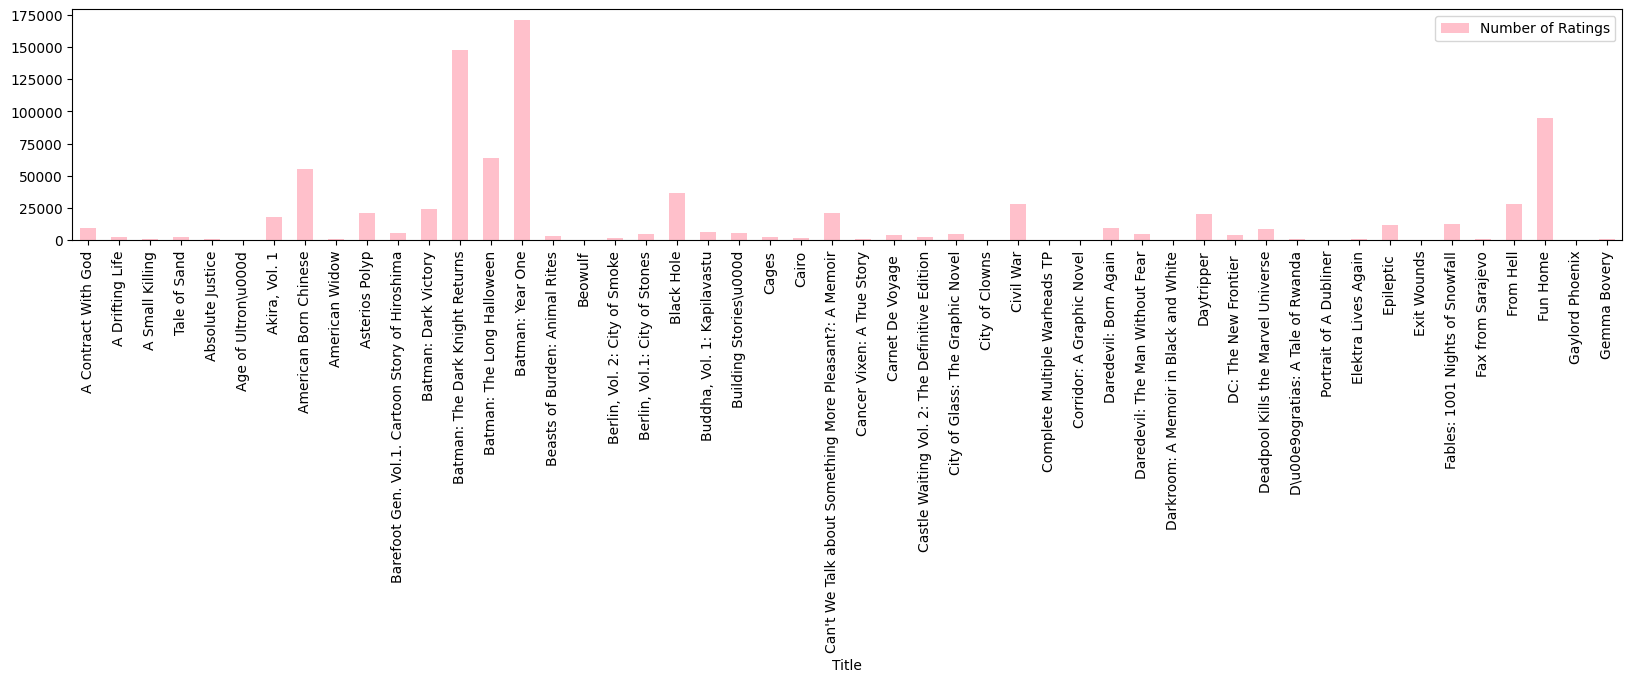 175000
150000
125000
100000
75000
50000
25000
0
Number of Ratings
A Contract With God
A Drifting Life
A Small Killing
Tale of Sand
Absolute Justice
Age of Ultron\u000d
Akira, Vol. 1
American Born Chinese
American Widow
Asterios Polyp
Barefoot Gen. Vol.1. Cartoon Story of Hiroshima
Batman: Dark Victory
Batman: The Dark Knight Returns
Batman: The Long Halloween
Batman: Year One
Beasts of Burden: Animal Rites
Beowulf
Berlin, Vol. 2: City of Smoke
Berlin, Vol.1: City of Stones
Black Hole
Buddha, Vol. 1: Kapilavastu
Building Stories\u000d
Cages
Cairo
Can't We Talk about Something More Pleasant?: A Memoir
Cancer Vixen: A True Story
Carnet De Voyage
Castle Waiting Vol. 2: The Definitive Edition
City of Glass: The Graphic Novel
City of Clowns
Civil War
Complete Multiple Warheads TP
Corridor: A Graphic Novel
Daredevil: Born Again
Daredevil: The Man Without Fear
Darkroom: A Memoir in Black and White
Daytripper
DC: The New Frontier
Deadpool Kills the Marvel Universe
D\u00e9ogratias: A Tale of Rwanda
Portrait of A Dubliner
Elektra Lives Again
Epileptic
Exit Wounds
Fables: 1001 Nights of Snowfall
Fax from Sarajevo
From Hell
Fun Home
Gaylord Phoenix
Gemma Bovery
Title